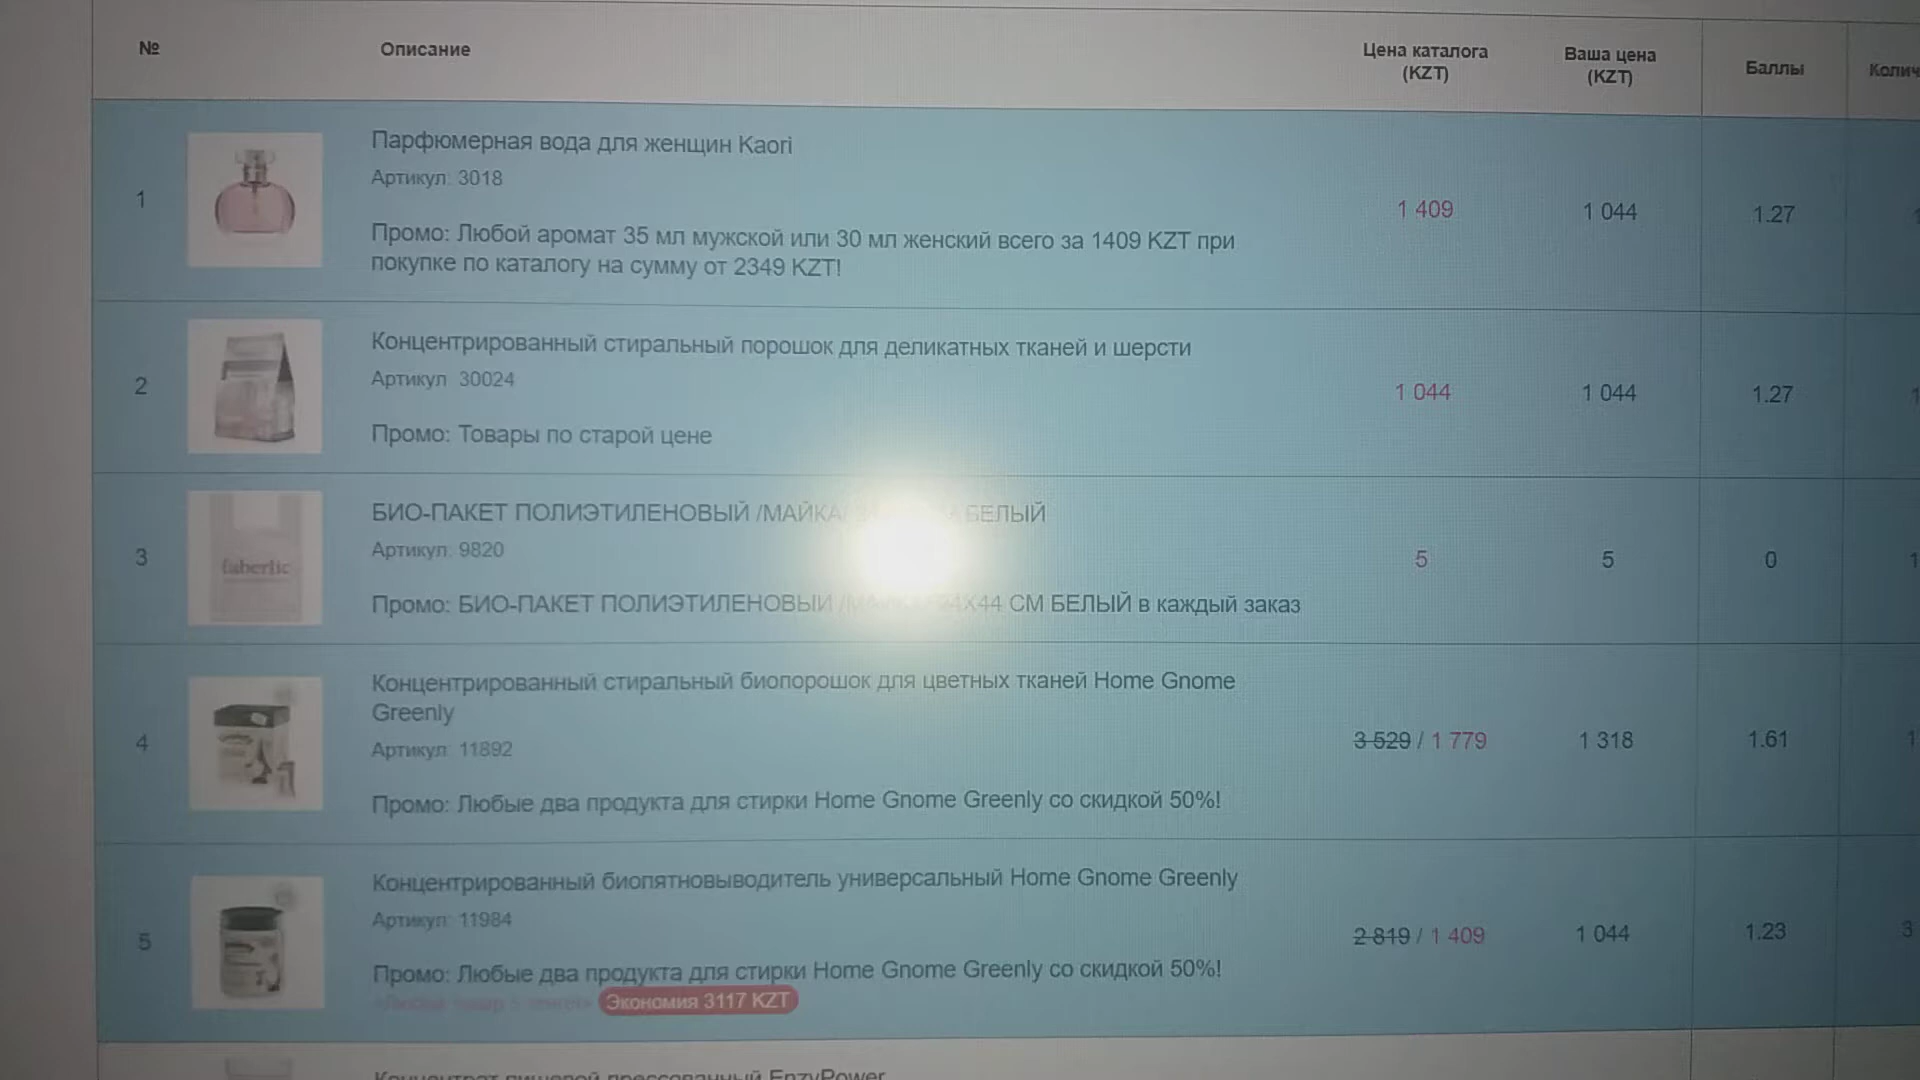 № Описание Цена каталога (KZT) Ваша цена (KZT) Баллы
1 Парфюмерная вода для женщин Kaori
Артикул: 3018
Промо: Любой аромат 35 мл мужской или 30 мл женский всего за 1409 KZT при
покупке по каталогу на сумму от 2349 KZT!
1 409 1 044 1.27
2 Концентрированный стиральный порошок для деликатных тканей и шерсти
Артикул: 30024
Промо: Товары по старой цене
1 044 1 044 1.27
faberlic
3 БИО-ПАКЕТ ПОЛИЭТИЛЕНОВЫЙ /МАЙКА/ БЕЛЫЙ
Артикул: 9820
Промо: БИО-ПАКЕТ ПОЛИЭТИЛЕНОВЫЙ 24X44 СМ БЕЛЫЙ в каждый заказ
5 5 0 1
4 Концентрированный стиральный биопорошок для цветных тканей Home Gnome
Greenly
Артикул: 11892
Промо: Любые два продукта для стирки Home Gnome Greenly со скидкой 50%!
3 529 / 1 779 1 318 1.61
5 Концентрированный биопятновыводитель универсальный Home Gnome Greenly
Артикул: 11984
Промо: Любые два продукта для стирки Home Gnome Greenly со скидкой 50%!
Экономия 3117 KZT
2 819 / 1 409 1 044 1.23 3
Концентрат пищевой прессованный EnzyPower